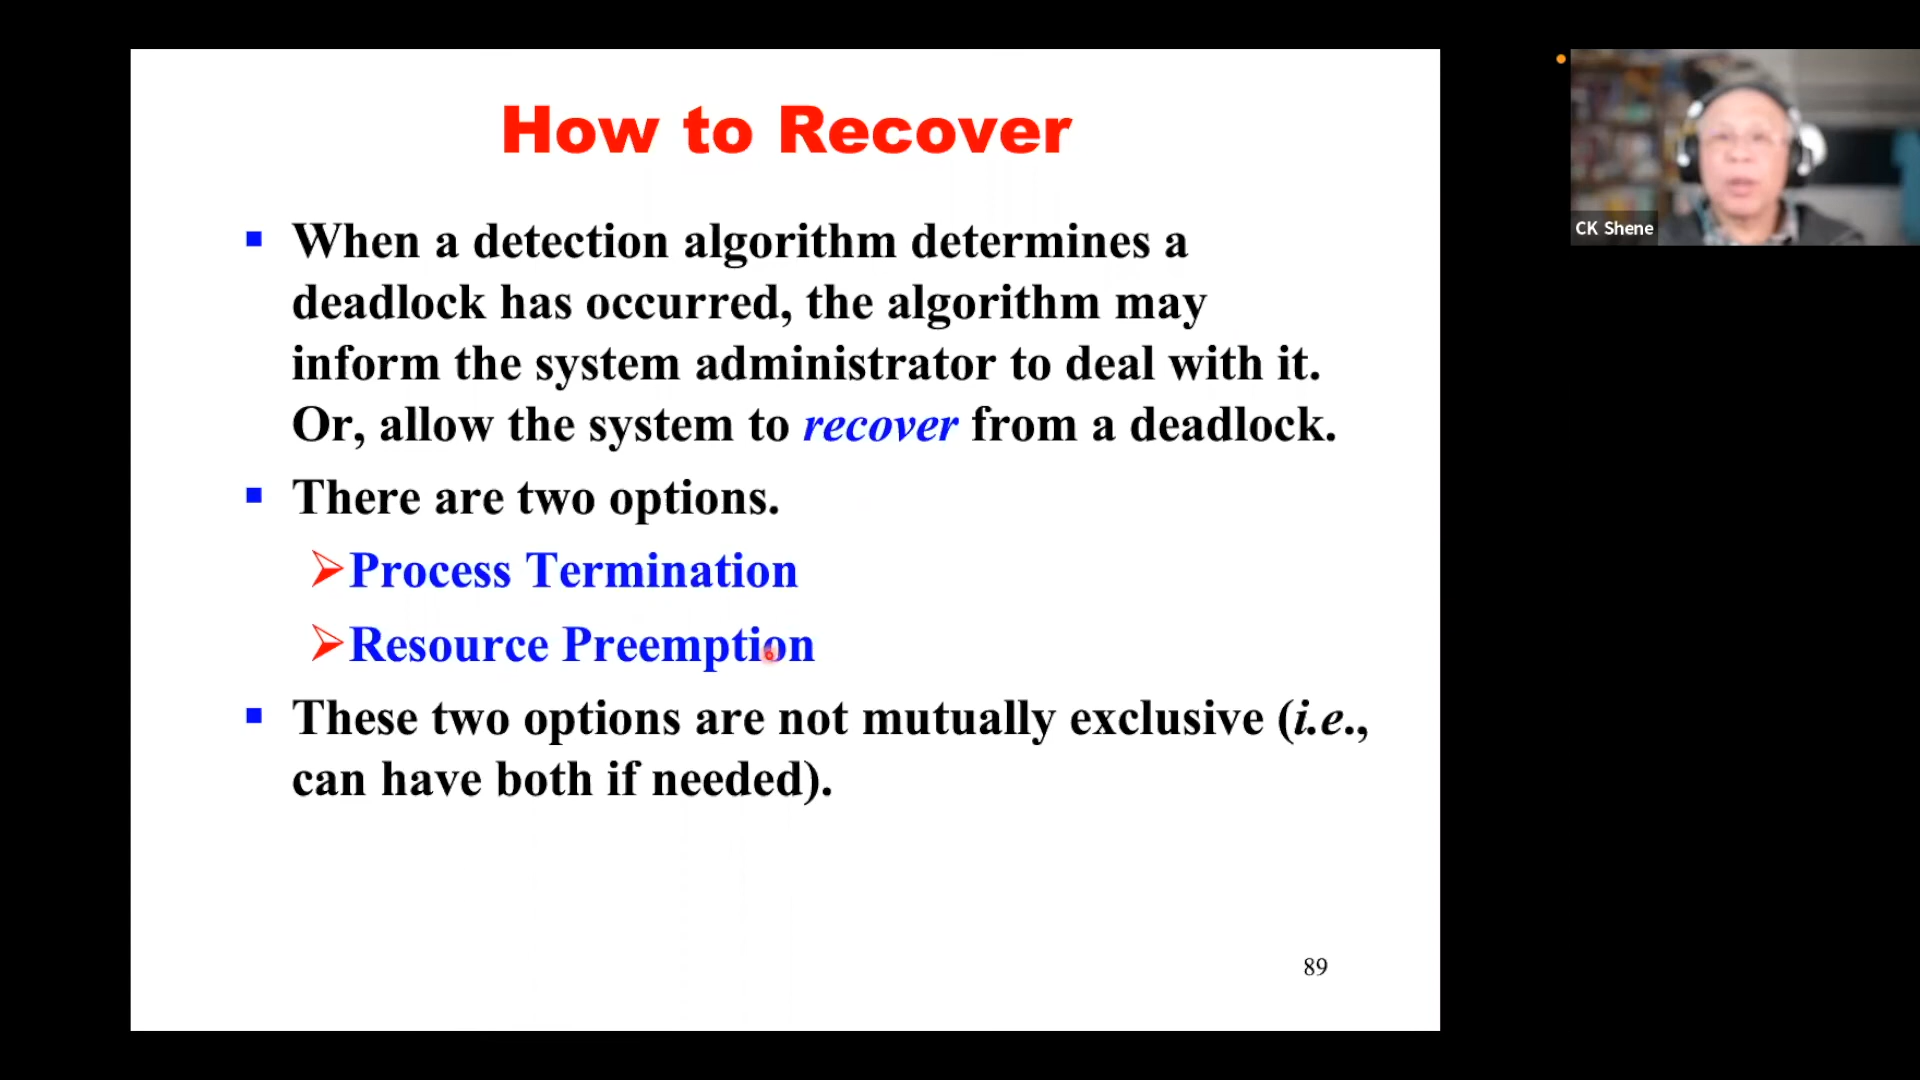 How to Recover
When a detection algorithm determines a
deadlock has occurred, the algorithm may
inform the system administrator to deal with it.
Or, allow the system to recover from a deadlock.
There are two options.
Process Termination
Resource Preemption
These two options are not mutually exclusive (i.e.,
can have both if needed).
89
CK Shene